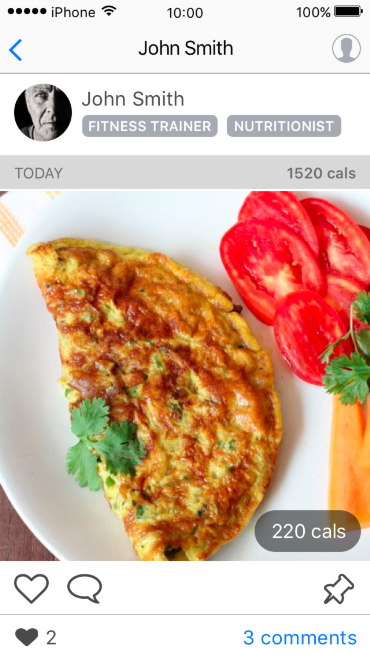 iPhone 10:00 100%
John Smith
John Smith
FITNESS TRAINER NUTRITIONIST
TODAY 1520 cals
220 cals
2 3 comments